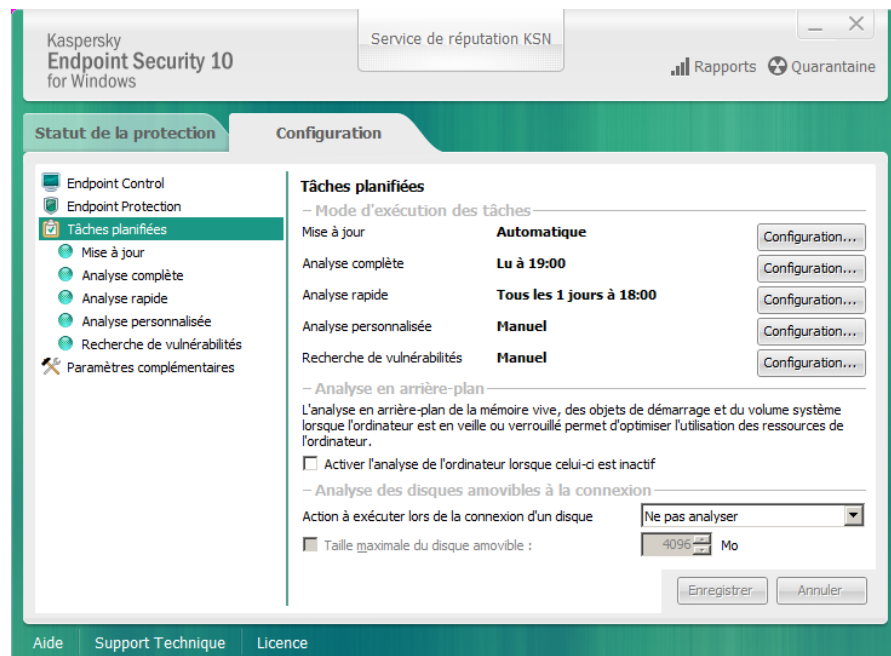 Kaspersky
Endpoint Security 10
for Windows
Service de réputation KSN
Rapports
Quarantaine
Statut de la protection
Configuration
Endpoint Control
Endpoint Protection
Tâches planifiées
Mise à jour
Analyse complète
Analyse rapide
Analyse personnalisée
Recherche de vulnérabilités
Paramètres complémentaires
Tâches planifiées
Mode d'exécution des tâches
Mise à jour Automatique Configuration...
Analyse complète Lu à 19:00 Configuration...
Analyse rapide Tous les 1 jours à 18:00 Configuration...
Analyse personnalisée Manuel Configuration...
Recherche de vulnérabilités Manuel Configuration...
Analyse en arrière-plan
L'analyse en arrière-plan de la mémoire vive, des objets de démarrage et du volume système
lorsque l'ordinateur est en veille ou verrouillé permet d'optimiser l'utilisation des ressources de
l'ordinateur.
Activer l'analyse de l'ordinateur lorsque celui-ci est inactif
Analyse des disques amovibles à la connexion
Action à exécuter lors de la connexion d'un disque Ne pas analyser
Taille maximale du disque amovible : 4096 Mo
Enregistrer Annuler
Aide Support Technique Licence